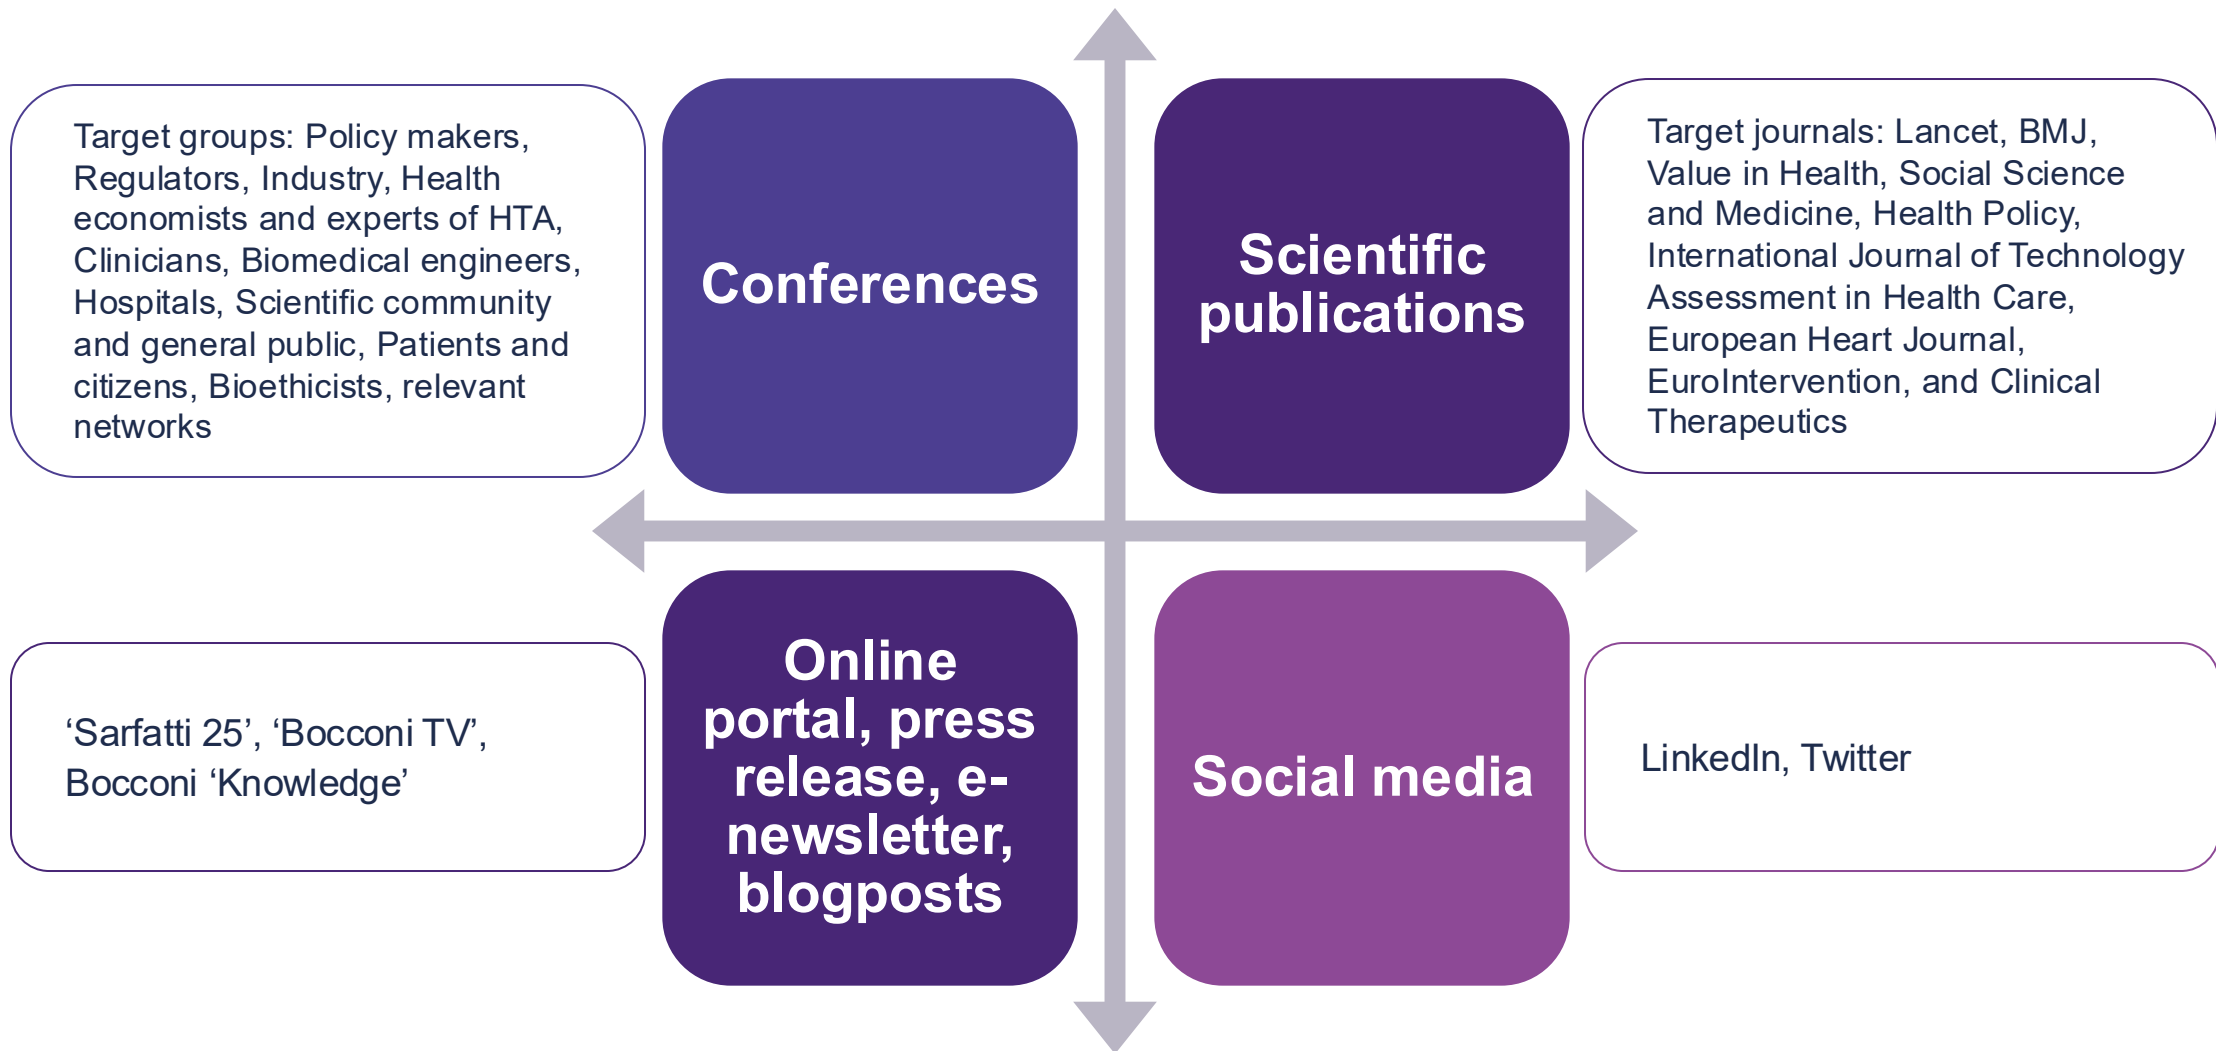 Target groups: Policy makers,
Regulators, Industry, Health
economists and experts of HTA,
Clinicians, Biomedical engineers,
Hospitals, Scientific community
and general public, Patients and
citizens, Bioethicists, relevant
networks
Conferences
Scientific
publications
Target journals: Lancet, BMJ,
Value in Health, Social Science
and Medicine, Health Policy,
International Journal of Technology
Assessment in Health Care,
European Heart Journal,
EuroIntervention, and Clinical
Therapeutics
‘Sarfatti 25’, ‘Bocconi TV’,
Bocconi ‘Knowledge’
Online
portal, press
release, e-
newsletter,
blogposts
Social media
LinkedIn, Twitter